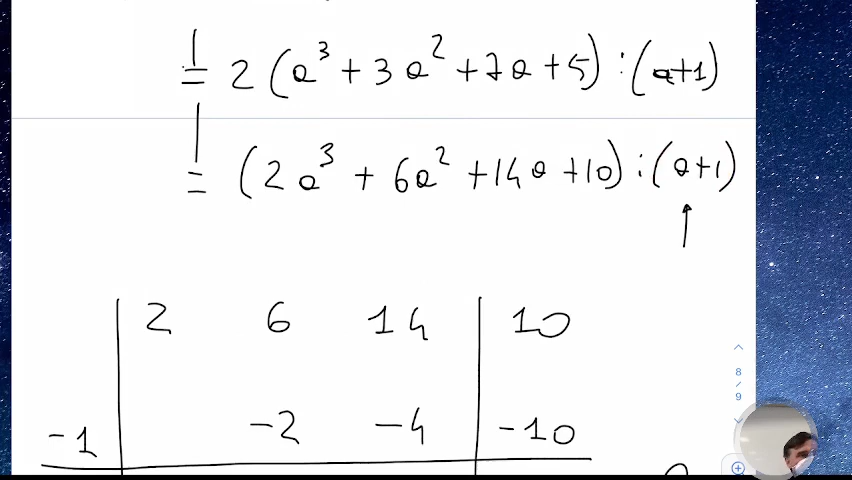 = 2 (a³ + 3a² + 7a + 5) : (a+1)
= (2a³ + 6a² + 14a + 10) : (a+1)
2 6 14 10
-1 -2 -4 -10
8
/
9